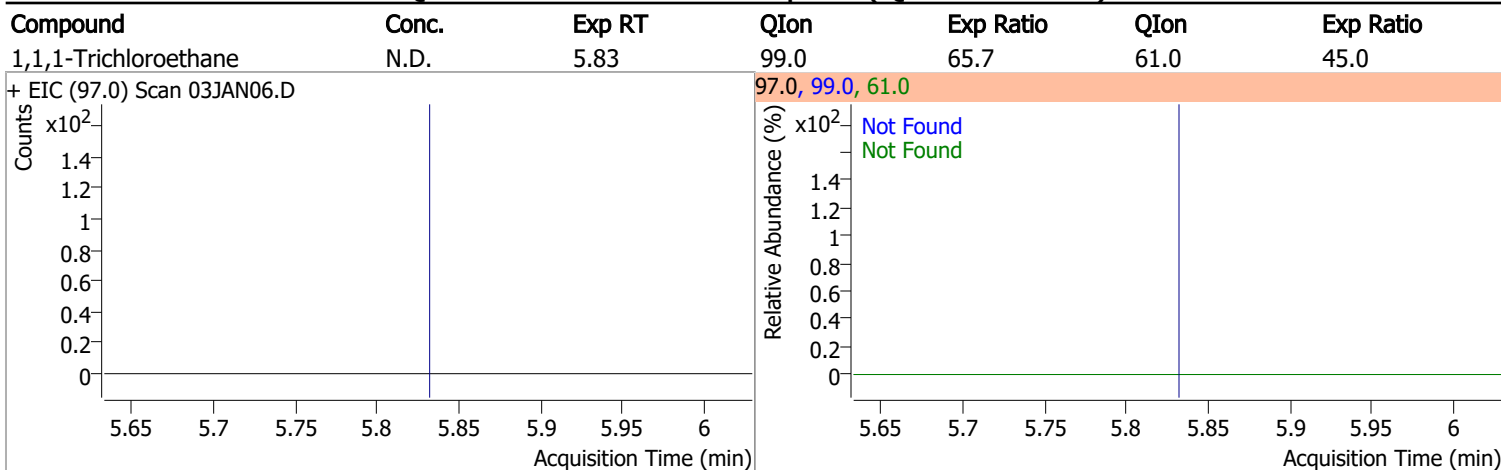 Compound Conc. Exp RT QIon Exp Ratio QIon Exp Ratio
1,1,1-Trichloroethane N.D. 5.83 99.0 65.7 61.0 45.0
+ EIC (97.0) Scan 03JAN06.D
Counts
x10²
1.4
1.2
1
0.8
0.6
0.4
0.2
0
5.65 5.7 5.75 5.8 5.85 5.9 5.95 6
Acquisition Time (min)
97.0, 99.0, 61.0
Relative Abundance (%)
x10²
Not Found
Not Found
1.4
1.2
1
0.8
0.6
0.4
0.2
0
5.65 5.7 5.75 5.8 5.85 5.9 5.95 6
Acquisition Time (min)